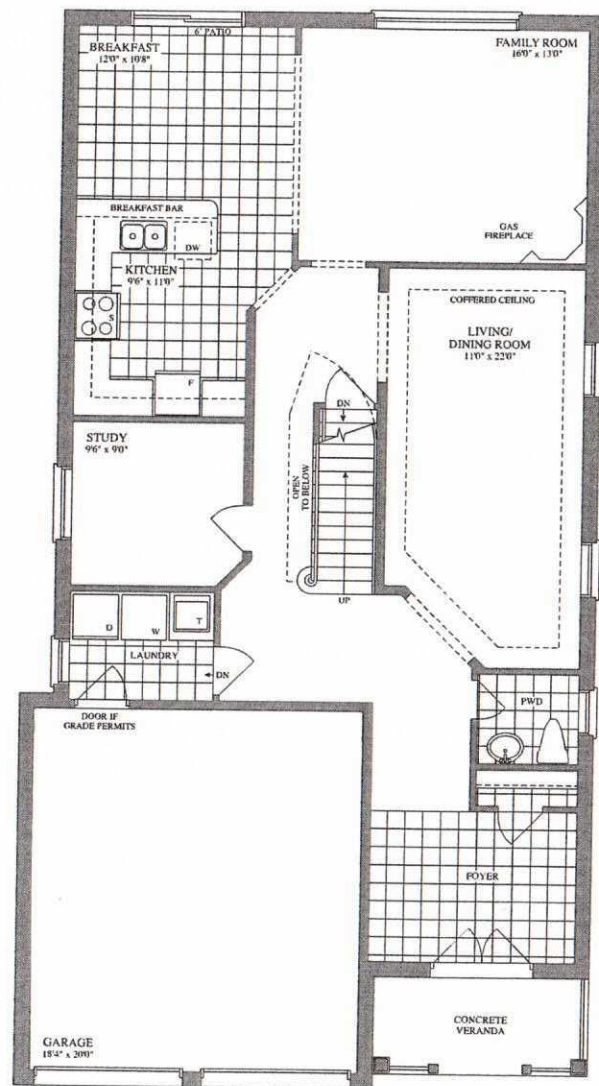 6' PATIO
BREAKFAST
12'0" x 10'8"
FAMILY ROOM
16'0" x 13'0"
BREAKFAST BAR
DW
GAS
FIREPLACE
KITCHEN
9'6" x 11'0"
S
F
COFFERED CEILING
LIVING/
DINING ROOM
11'0" x 22'0"
DN
STUDY
9'6" x 9'0"
OPEN
TO BELOW
UP
D
W
T
LAUNDRY
DN
DOOR IF
GRADE PERMITS
PWD
FOYER
CONCRETE
VERANDA
GARAGE
18'4" x 20'0"